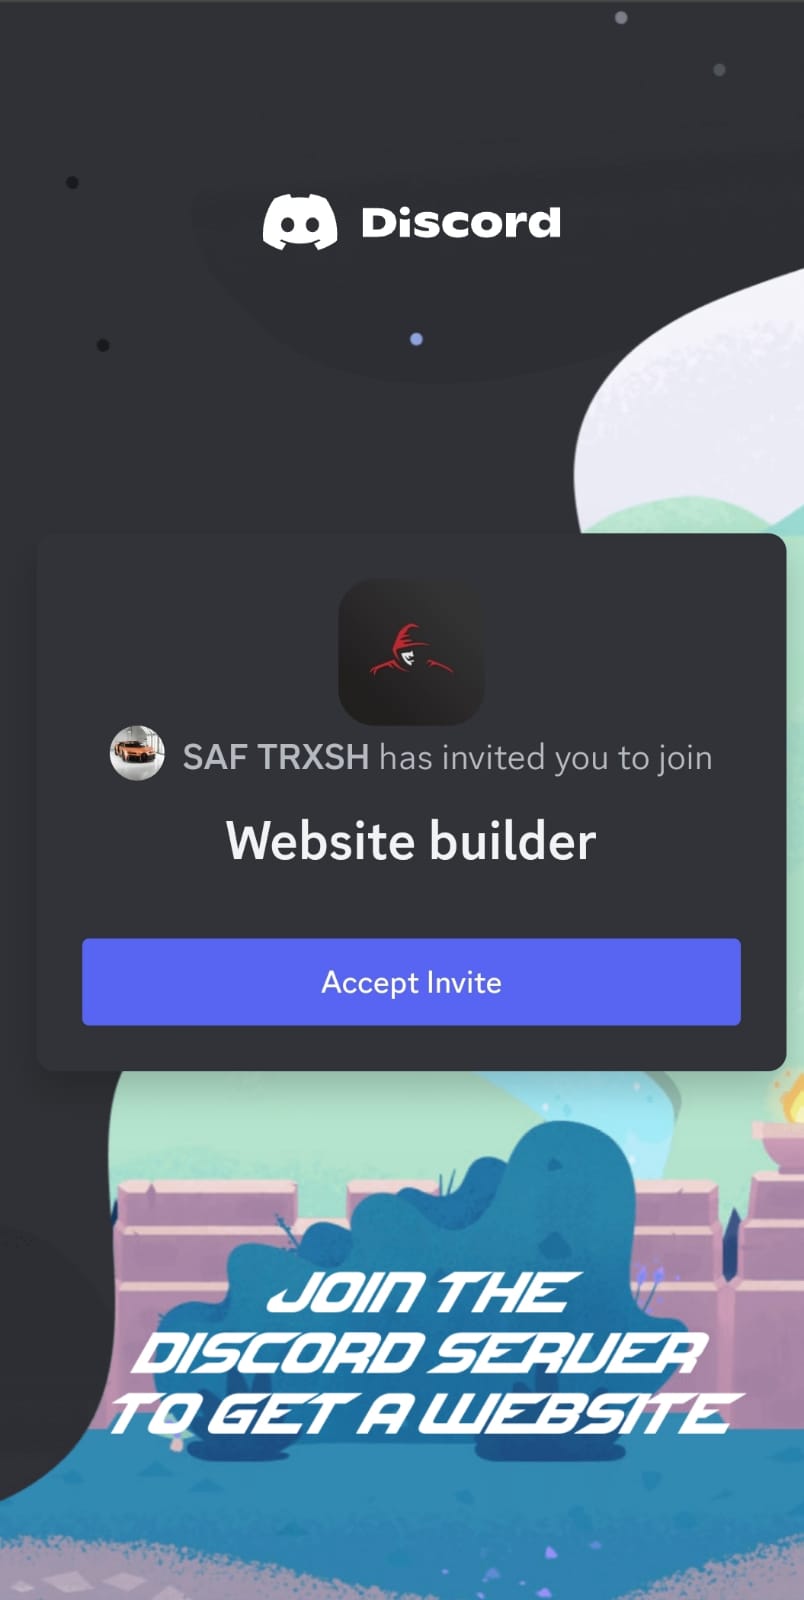 Discord
SAF TRXSH has invited you to join
Website builder
Accept Invite
JOIN THE
DISCORD SERVER
TO GET A WEBSITE